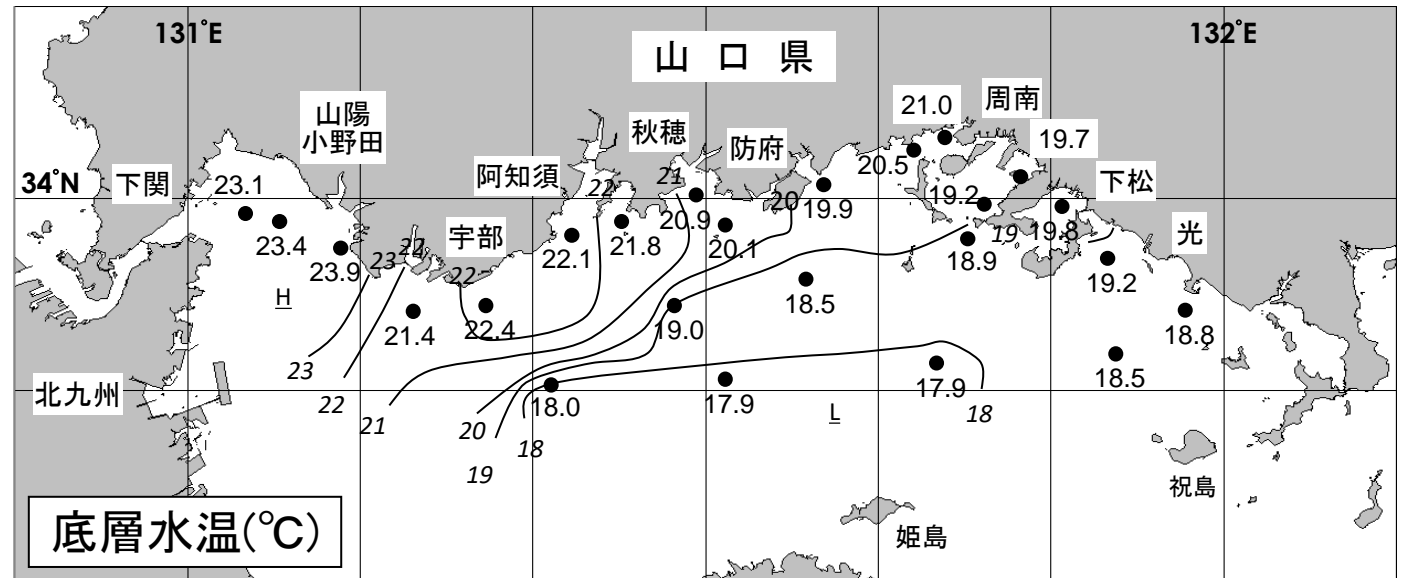 131°E
132°E
山口県
21.0
周南
山陽
小野田
秋穂
防府
20.5
19.7
34°N
下関
23.1
阿知須
22
21
20
19.9
19.2
下松
23.4
23.9
23
22
宇部
22
22.1
21.8
20.9
20.1
18.9
19
19.8
光
19.2
H
21.4
22.4
19.0
18.5
18.8
18.5
23
22
21
20
19
18
18.0
17.9
17.9
18
L
北九州
祝島
姫島
底層水温(℃)